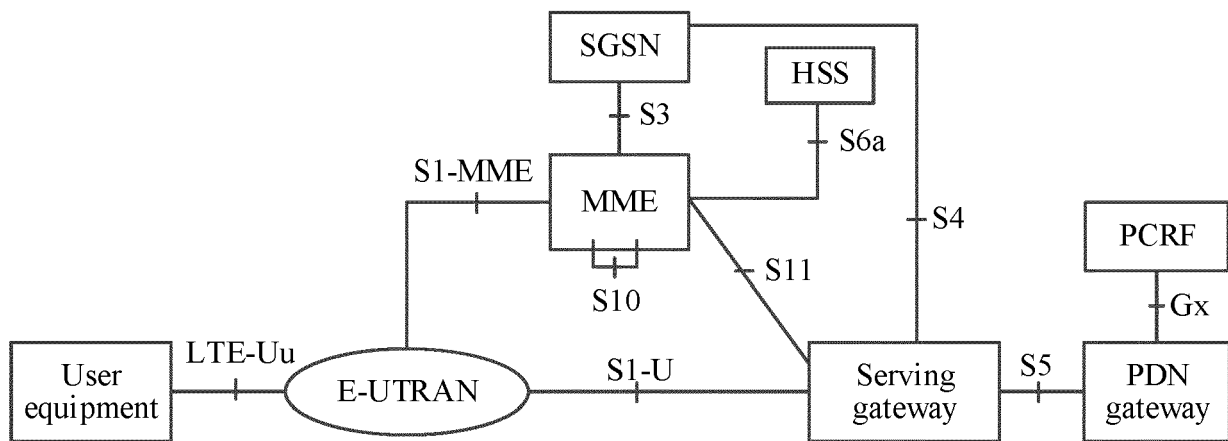 SGSN
HSS
S3
S6a
S1-MME
MME
S4
PCRF
S11
S10
Gx
LTE-Uu
User
equipment
E-UTRAN
S1-U
Serving
gateway
S5
PDN
gateway